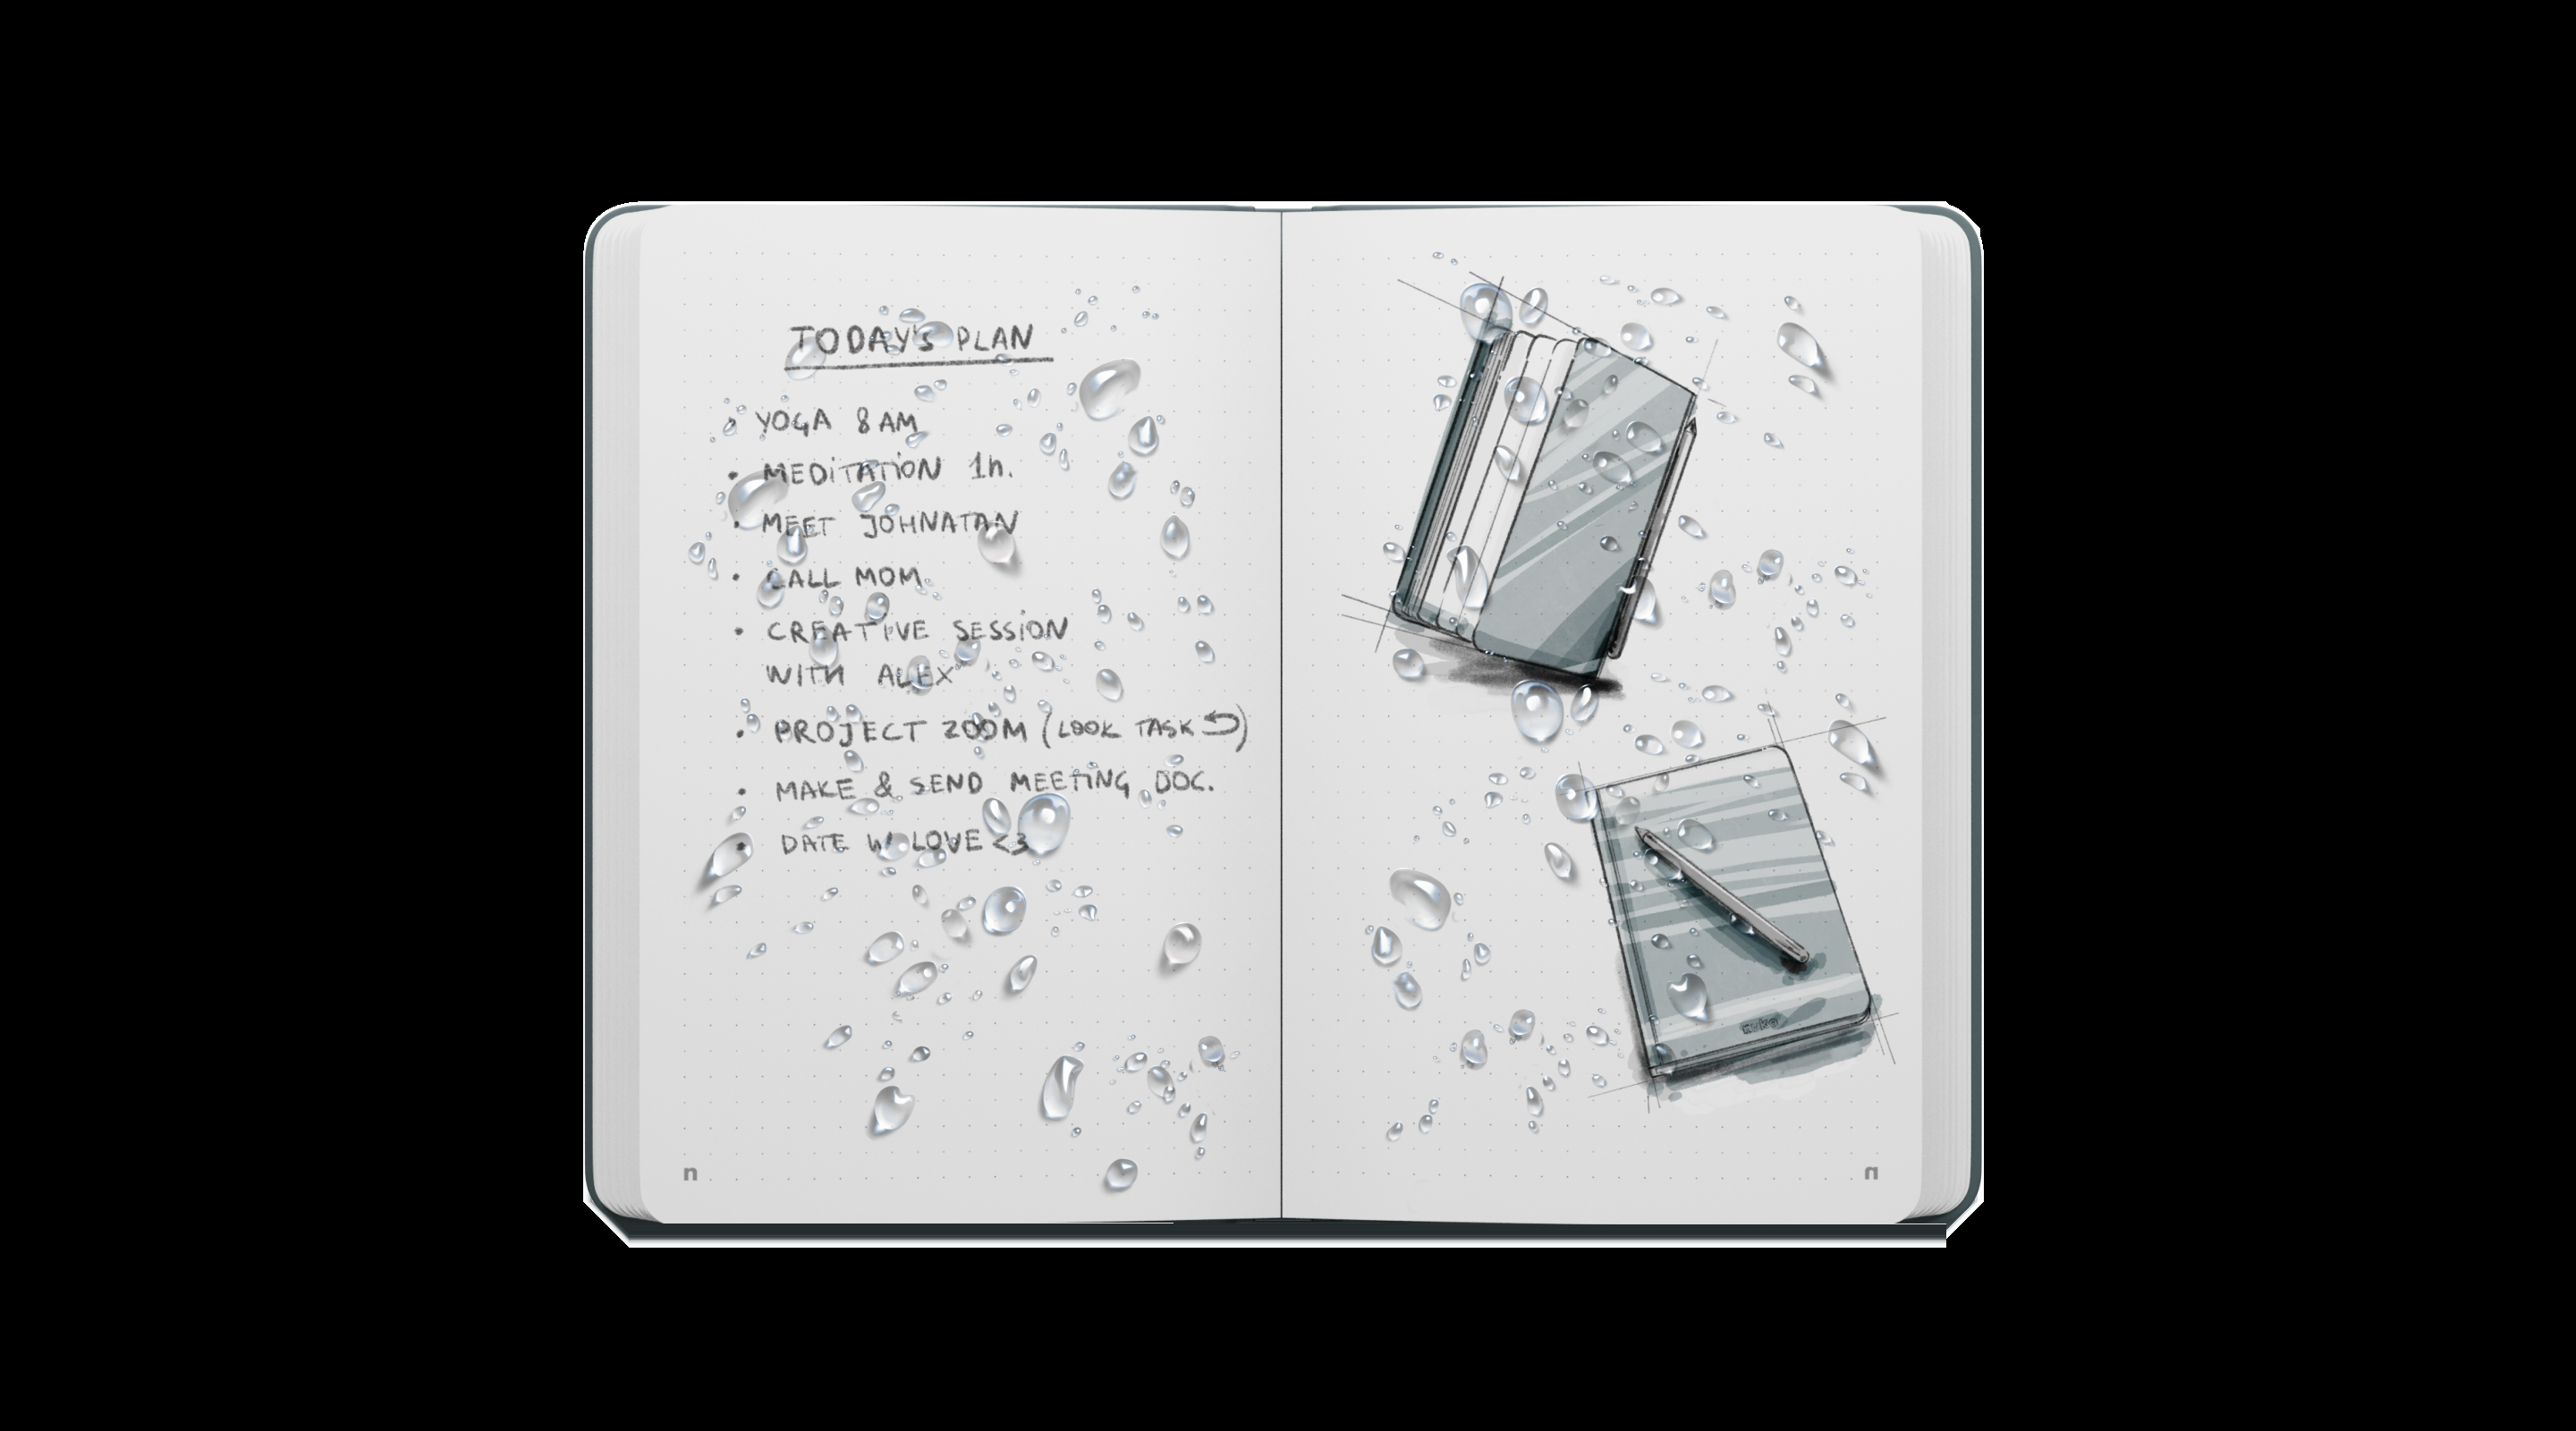 TODAY'S PLAN
• YOGA 8 AM
• MEDITATION 1h.
• MEET JOHNATAN
• CALL MOM
• CREATIVE SESSION
WITH ALEX
• PROJECT ZOOM (LOOK TASK ⮌)
• MAKE & SEND MEETING DOC.
• DATE W/ LOVE <3
n
n